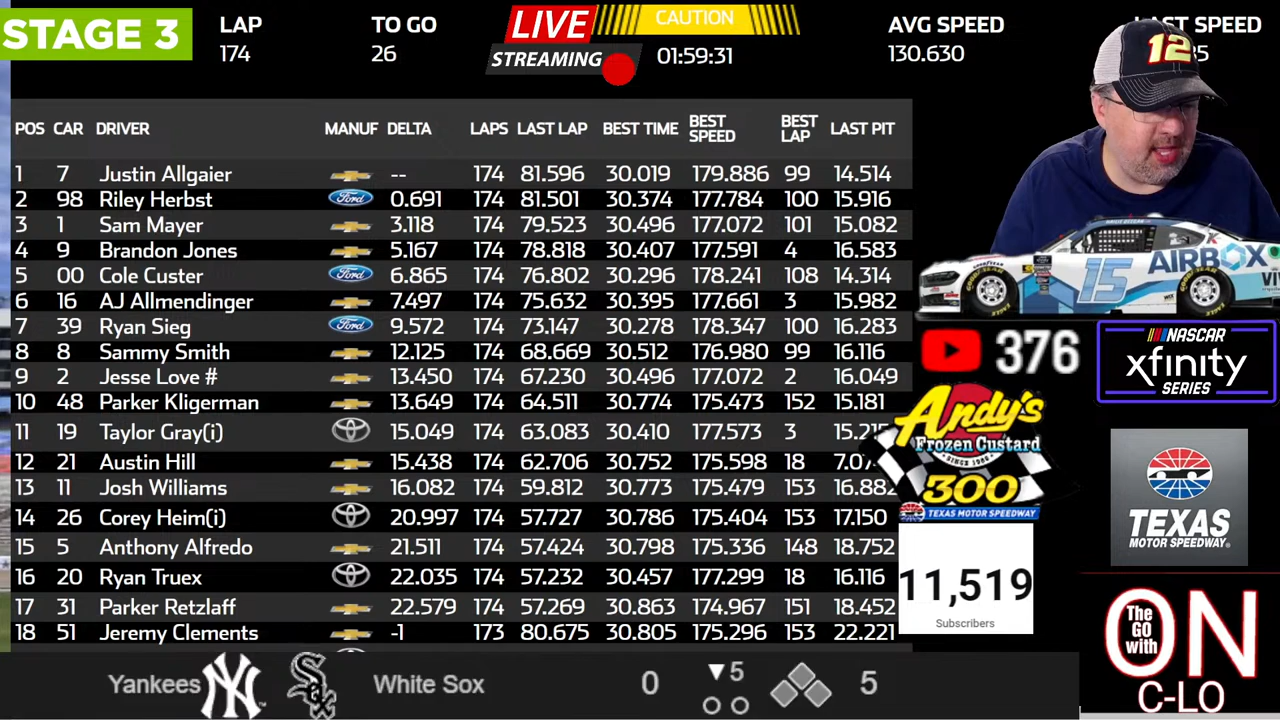 STAGE 3
LAP
174
TO GO
26
LIVE
STREAMING
CAUTION
01:59:31
AVG SPEED
130.630
LAST SPEED
12
POS CAR DRIVER MANUF DELTA LAPS LAST LAP BEST TIME BEST SPEED BEST LAP LAST PIT
1 7 Justin Allgaier -- 174 81.596 30.019 179.886 99 14.514
2 98 Riley Herbst Ford 0.691 174 81.501 30.374 177.784 100 15.916
3 1 Sam Mayer 3.118 174 79.523 30.496 177.072 101 15.082
4 9 Brandon Jones 5.167 174 78.818 30.407 177.591 4 16.583
5 00 Cole Custer Ford 6.865 174 76.802 30.296 178.241 108 14.314
6 16 AJ Allmendinger 7.497 174 75.632 30.395 177.661 3 15.982
7 39 Ryan Sieg Ford 9.572 174 73.147 30.278 178.347 100 16.283
8 8 Sammy Smith 12.125 174 68.669 30.512 176.980 99 16.116
9 2 Jesse Love # 13.450 174 67.230 30.496 177.072 2 16.049
10 48 Parker Kligerman 13.649 174 64.511 30.774 175.473 152 15.181
11 19 Taylor Gray(i) 15.049 174 63.083 30.410 177.573 3
12 21 Austin Hill 15.438 174 62.706 30.752 175.598 18
13 11 Josh Williams 16.082 174 59.812 30.773 175.479 153 16.882
14 26 Corey Heim(i) 20.997 174 57.727 30.786 175.404 153 17.150
15 5 Anthony Alfredo 21.511 174 57.424 30.798 175.336 148 18.752
16 20 Ryan Truex 22.035 174 57.232 30.457 177.299 18 16.116
17 31 Parker Retzlaff 22.579 174 57.269 30.863 174.967 151 18.452
18 51 Jeremy Clements -1 173 80.675 30.805 175.296 153 22.221
AIRBOX
15
376
NASCAR
xfinity
SERIES
Andy's
Frozen Custard
SINCE 1986
300
TEXAS MOTOR SPEEDWAY
TEXAS
MOTOR SPEEDWAY
11,519
Subscribers
The GO with ON
C-LO
Yankees NY SOX White Sox 0 ▼5 5